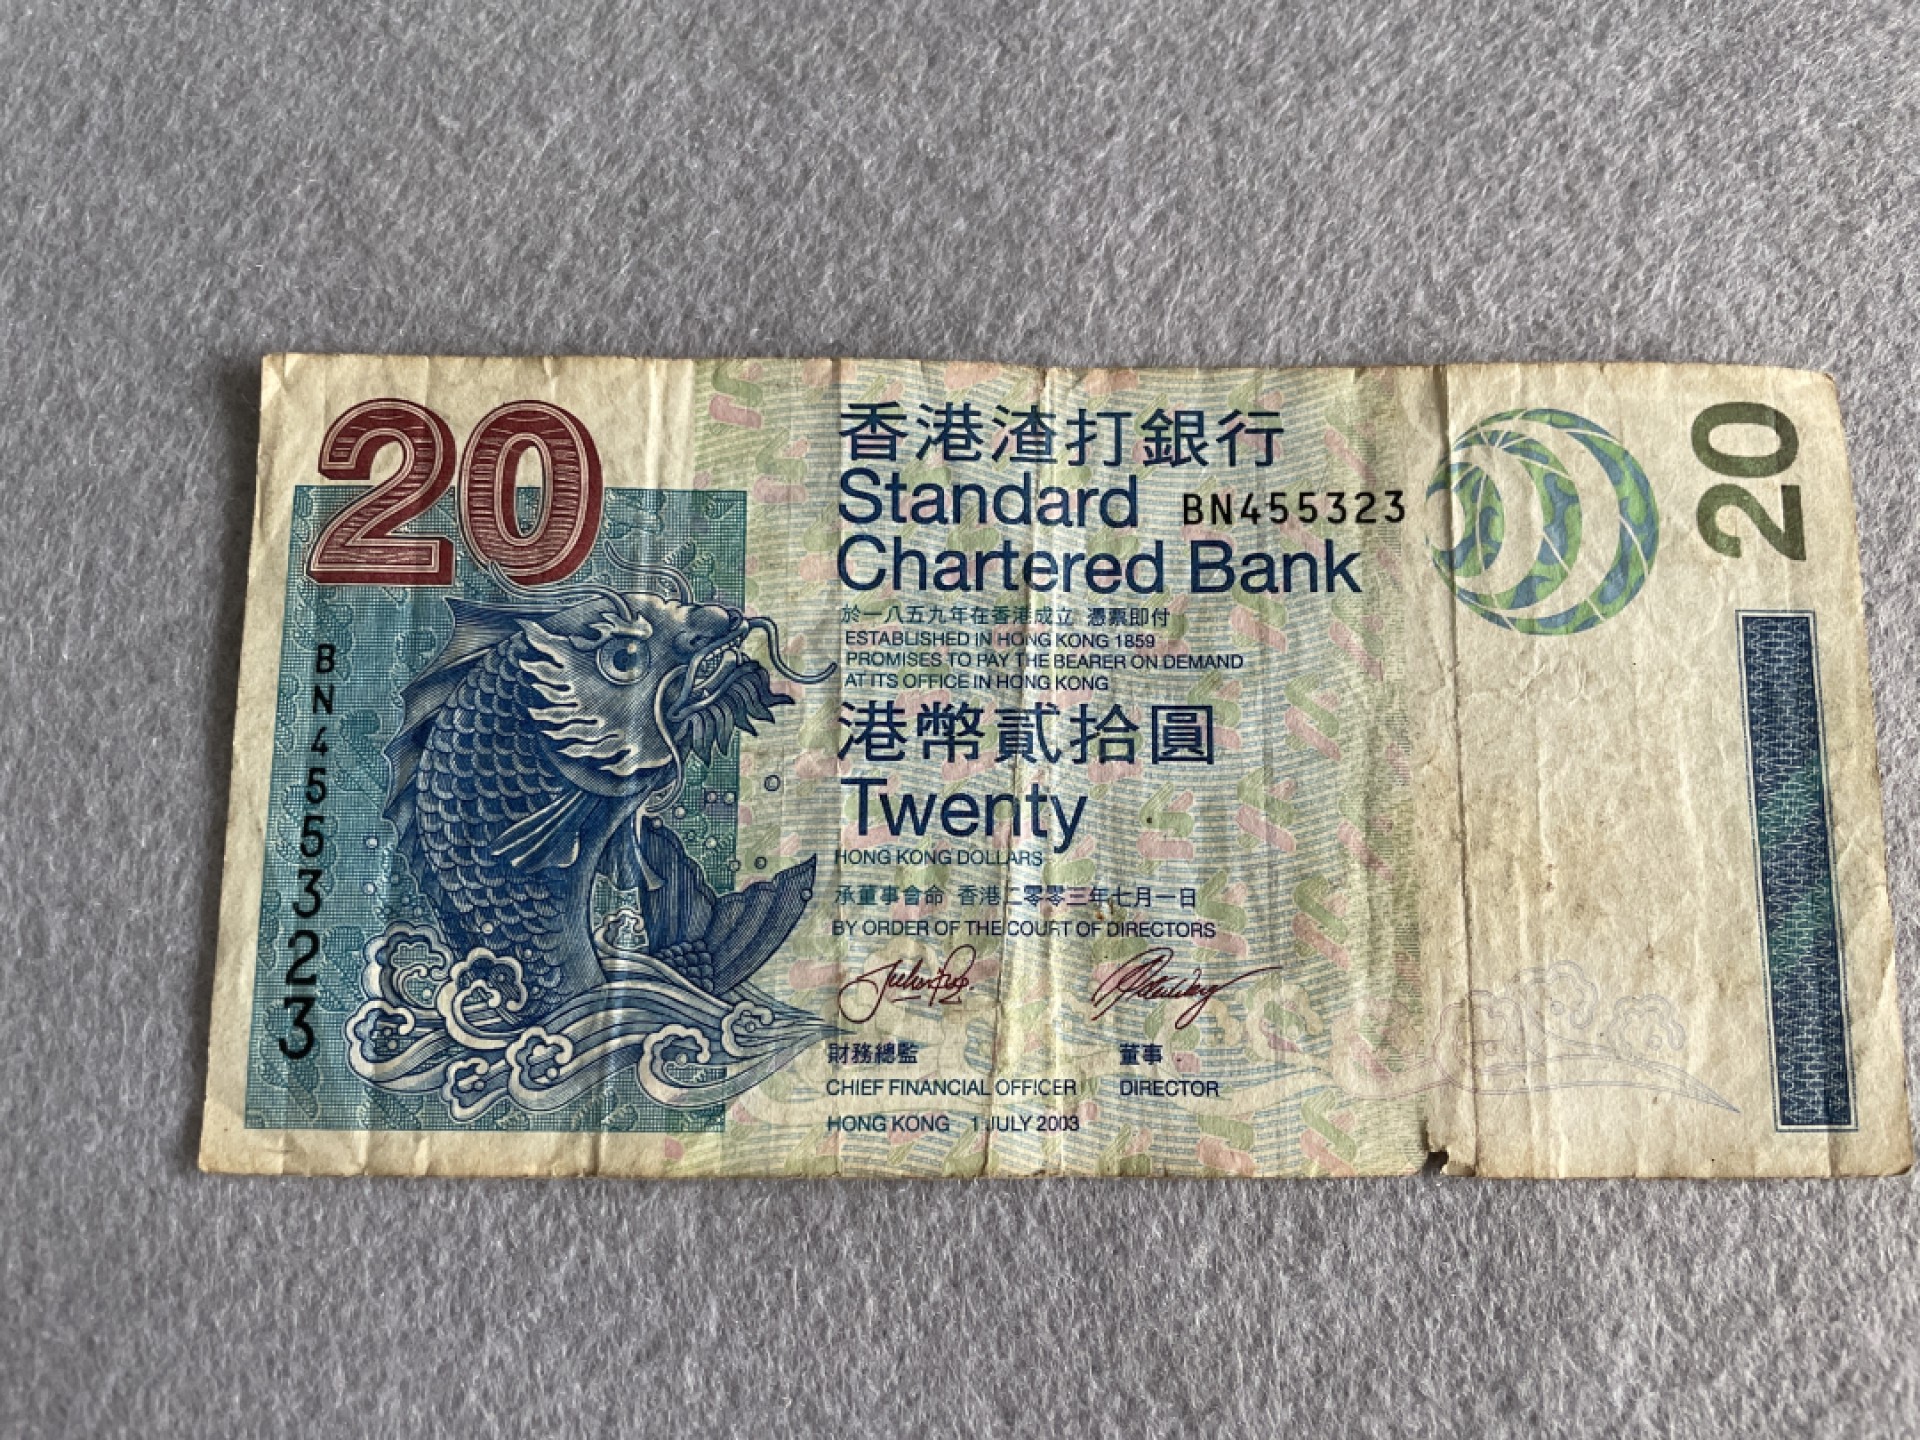 20
香港渣打銀行
Standard
BN455323
Chartered Bank
於一八五九年在香港成立 憑票即付
ESTABLISHED IN HONG KONG 1859
PROMISES TO PAY THE BEARER ON DEMAND
AT ITS OFFICE IN HONG KONG
港幣貳拾圓
Twenty
HONG KONG DOLLARS
承董事會命 香港二零零三年七月一日
BY ORDER OF THE COURT OF DIRECTORS
財務總監
董事
CHIEF FINANCIAL OFFICER
DIRECTOR
HONG KONG 1 JULY 2003
BN455323
20